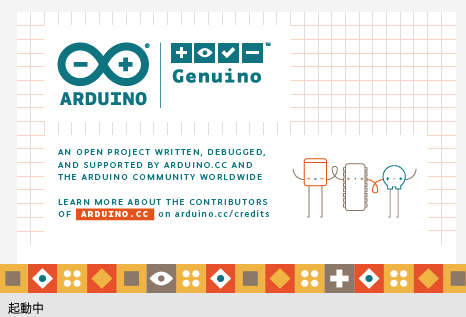 ARDUINO
Genuino
AN OPEN PROJECT WRITTEN, DEBUGGED,
AND SUPPORTED BY ARDUINO.CC AND
THE ARDUINO COMMUNITY WORLDWIDE
LEARN MORE ABOUT THE CONTRIBUTORS
OF ARDUINO.CC on arduino.cc/credits
起動中